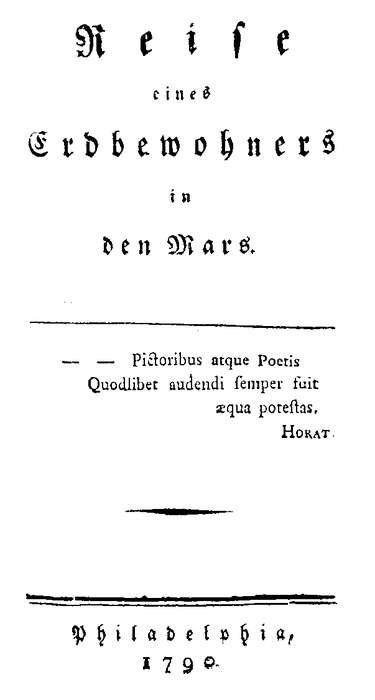 Reiſe
eines
Erdbewohners
in
den Mars.
— — Pictoribus atque Poetis
Quodlibet audendi ſemper fuit
æqua poteſtas.
HORAT.
Philadelphia,
1790.